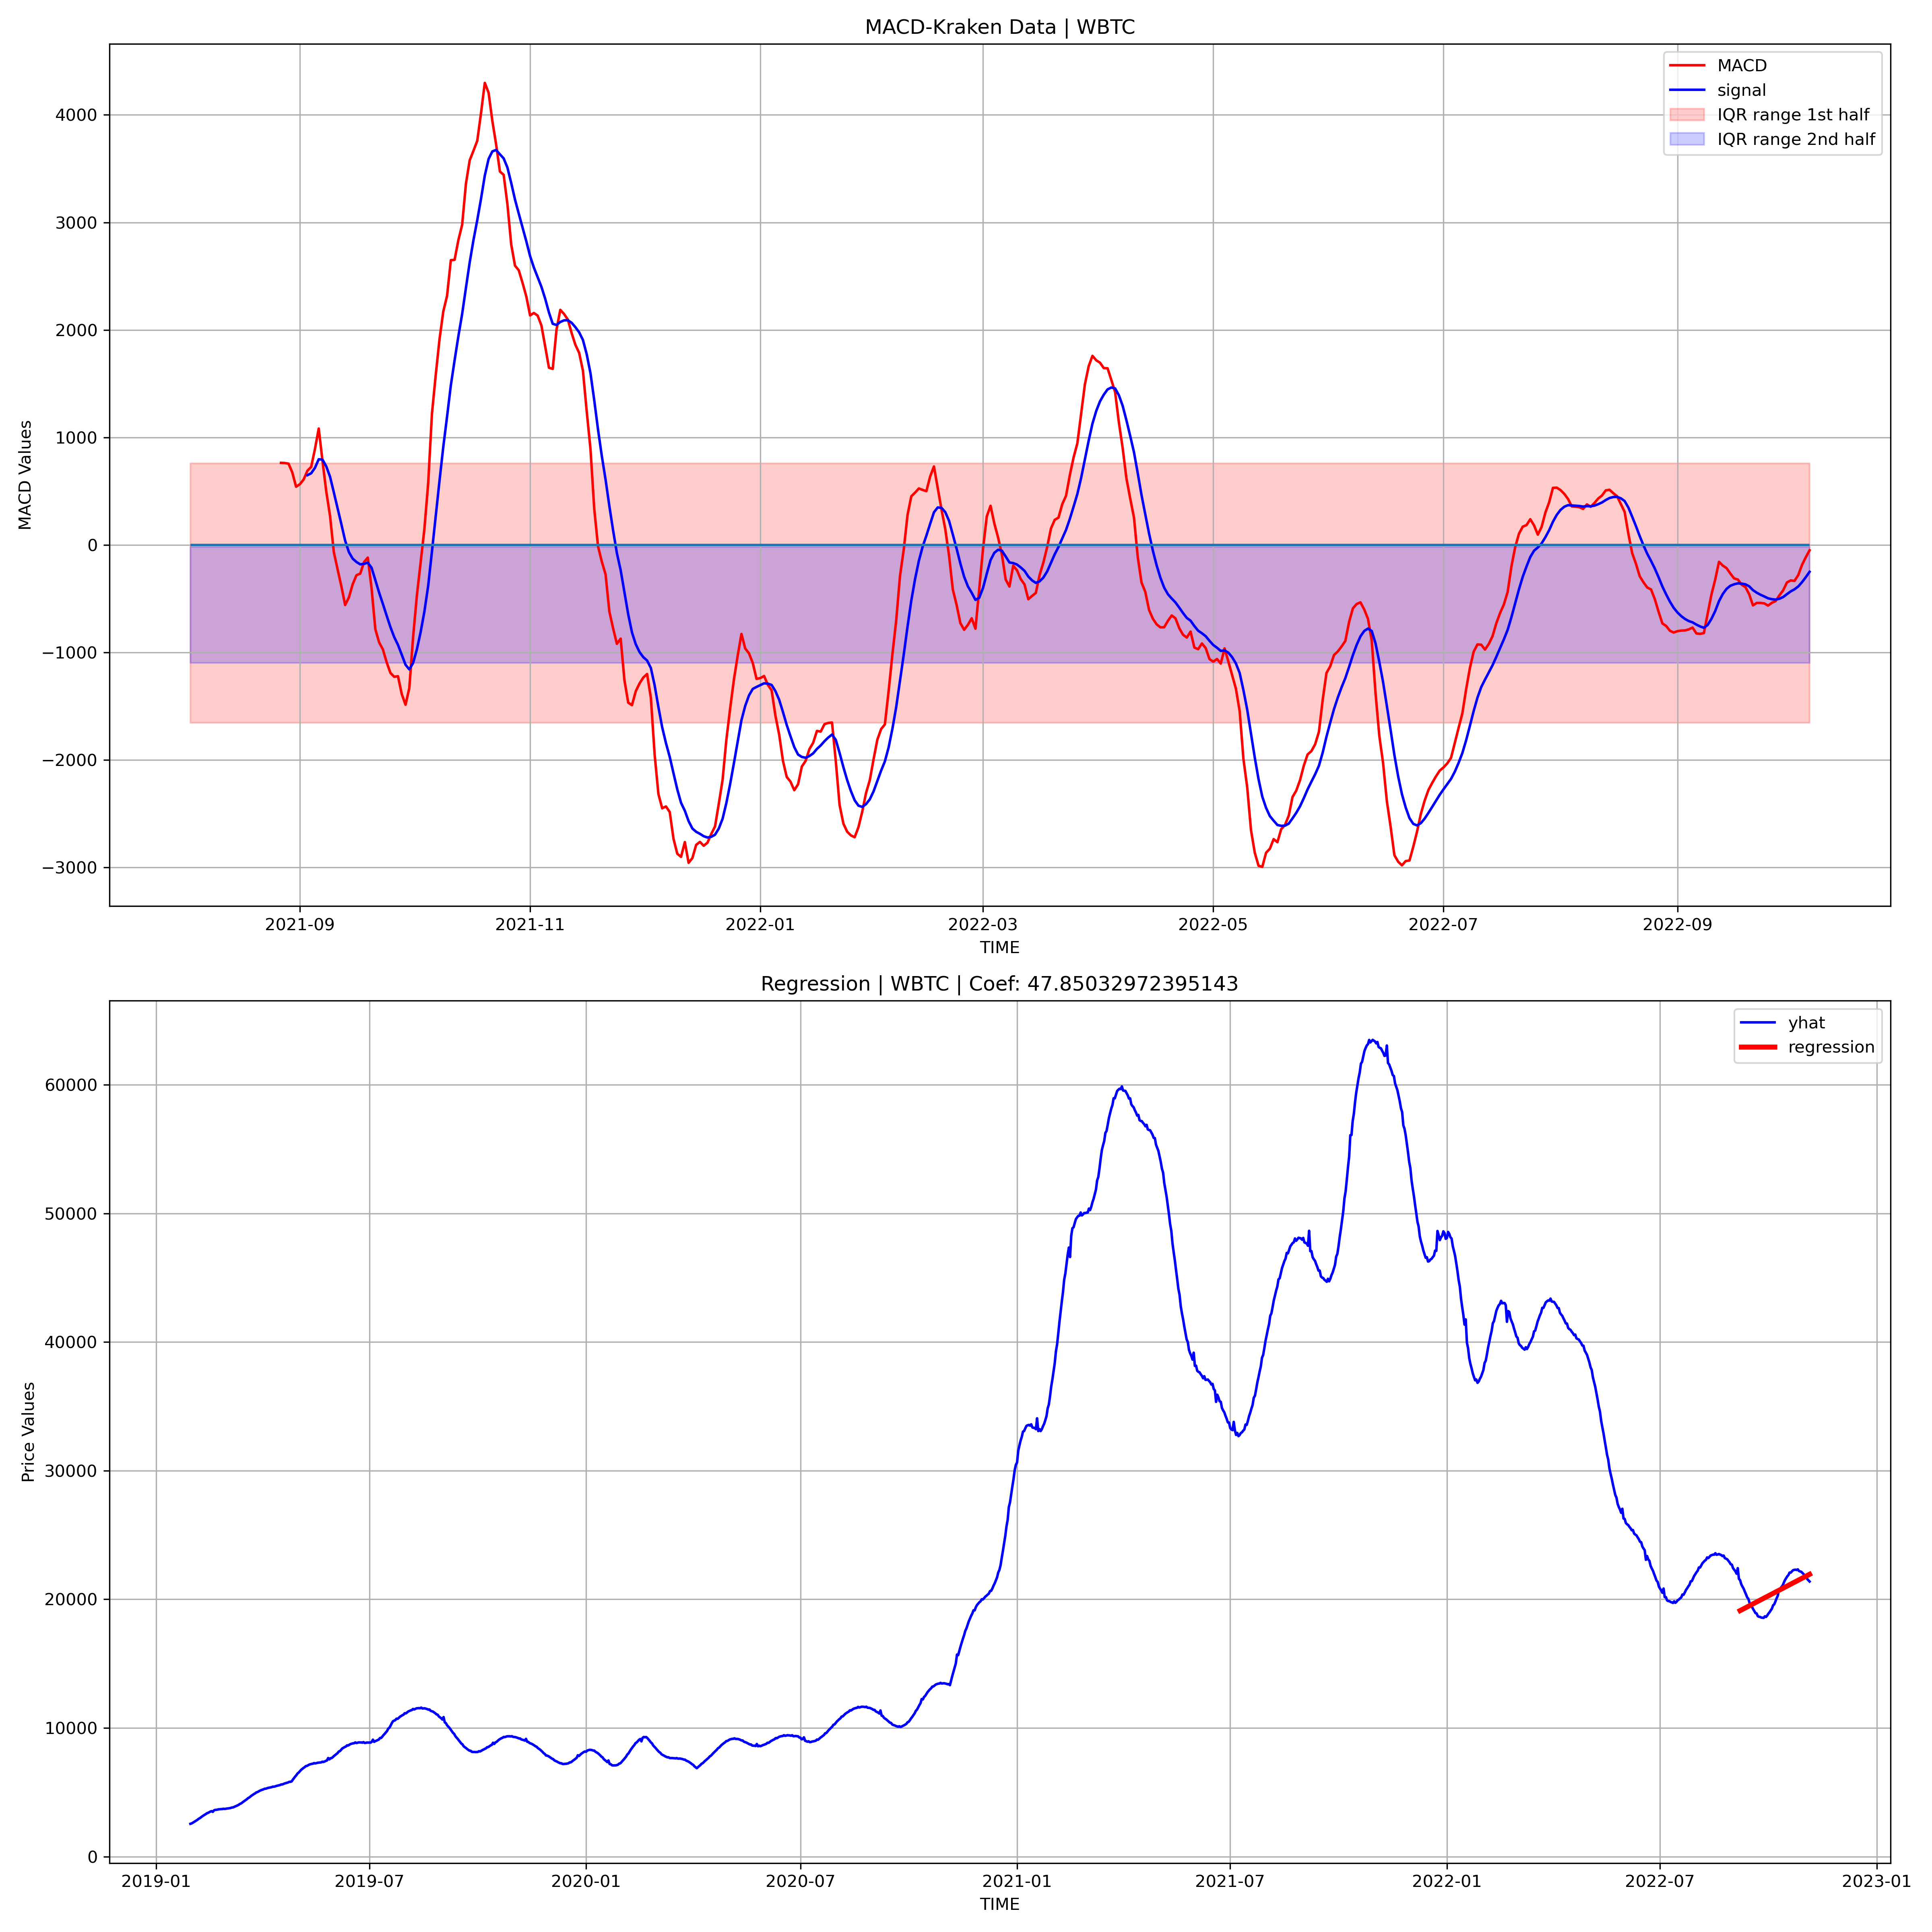 MACD-Kraken Data | WBTC
MACD
signal
IQR range 1st half
IQR range 2nd half
MACD Values
4000
3000
2000
1000
0
−1000
−2000
−3000
2021-09
2021-11
2022-01
2022-03
2022-05
2022-07
2022-09
TIME
Regression | WBTC | Coef: 47.85032972395143
yhat
regression
Price Values
60000
50000
40000
30000
20000
10000
0
2019-01
2019-07
2020-01
2020-07
2021-01
2021-07
2022-01
2022-07
2023-01
TIME